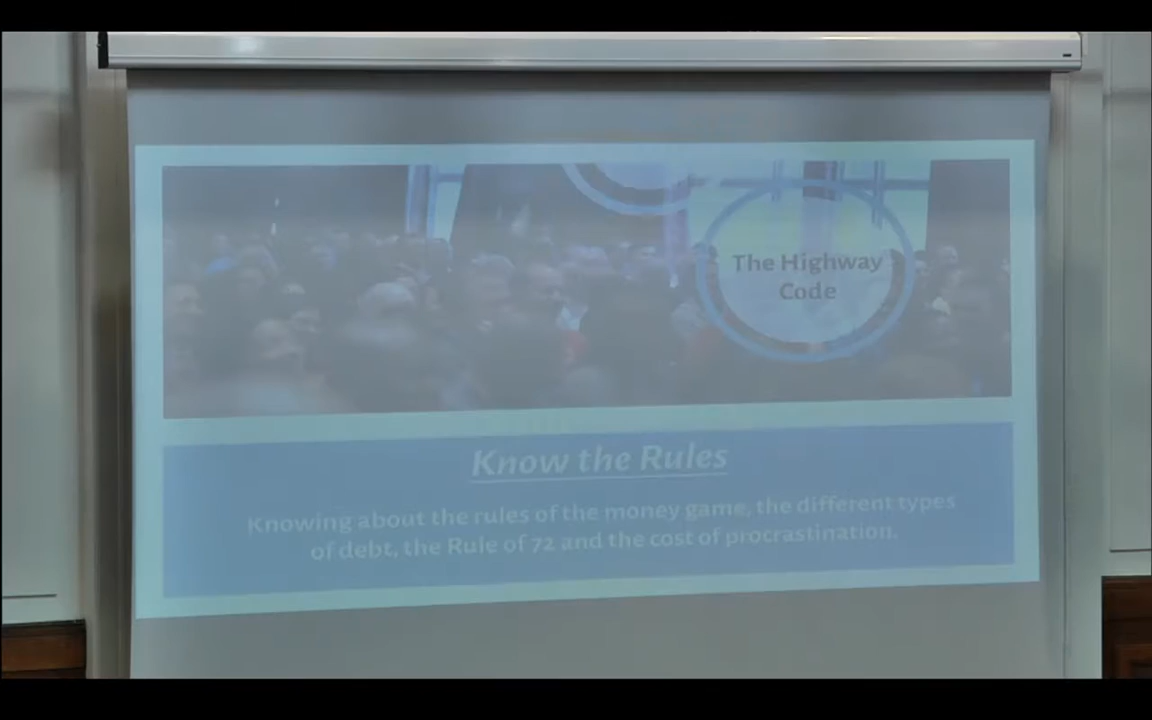 The Highway
Code
Know the Rules
Knowing about the rules of the money game, the different types
of debt, the Rule of 72 and the cost of procrastination.